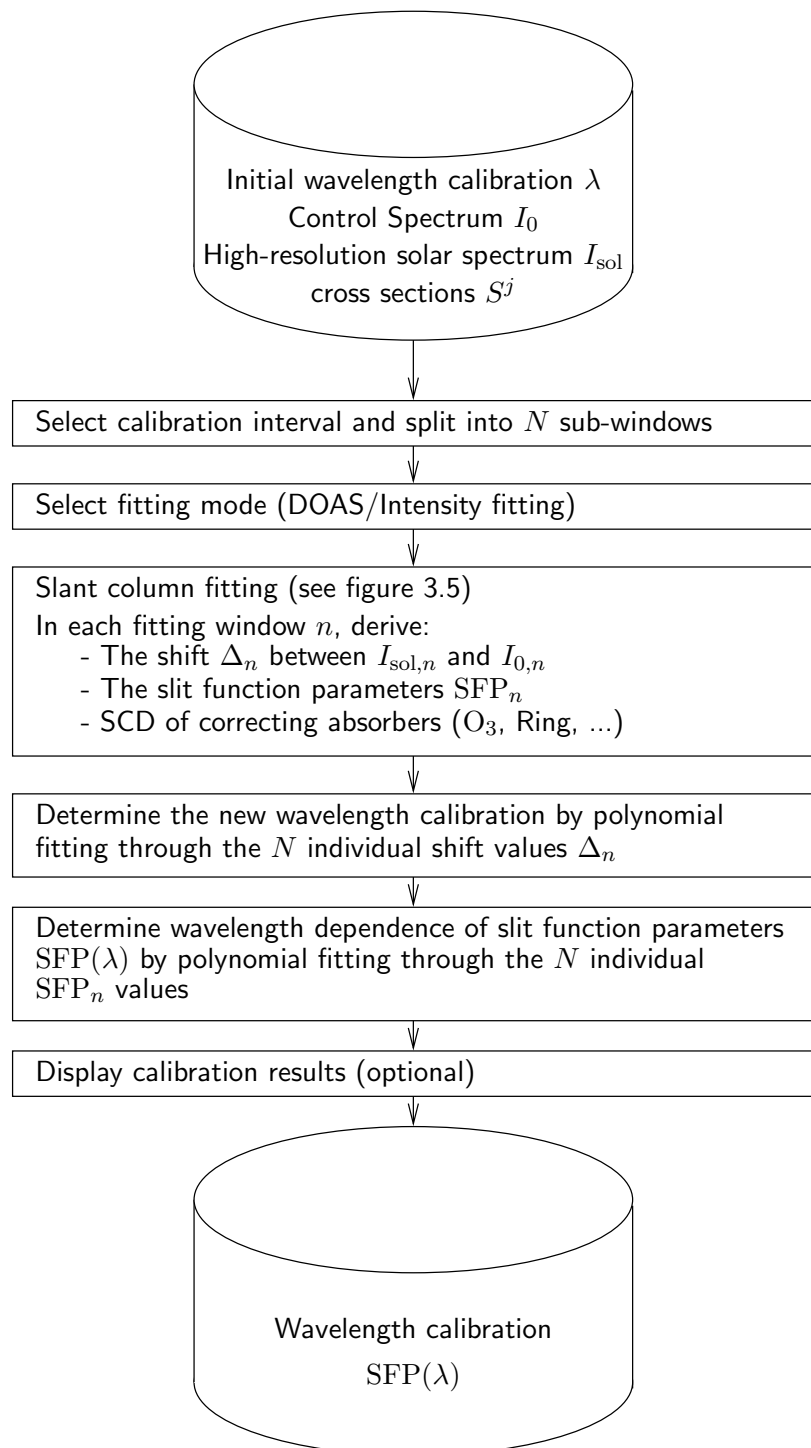 Initial wavelength calibration λ
Control Spectrum I₀
High-resolution solar spectrum I_sol
cross sections Sʲ
Select calibration interval and split into N sub-windows
Select fitting mode (DOAS/Intensity fitting)
Slant column fitting (see figure 3.5)
In each fitting window n, derive:
- The shift Δₙ between I_sol,n and I_0,n
- The slit function parameters SFPₙ
- SCD of correcting absorbers (O₃, Ring, ...)
Determine the new wavelength calibration by polynomial
fitting through the N individual shift values Δₙ
Determine wavelength dependence of slit function parameters
SFP(λ) by polynomial fitting through the N individual
SFPₙ values
Display calibration results (optional)
Wavelength calibration
SFP(λ)